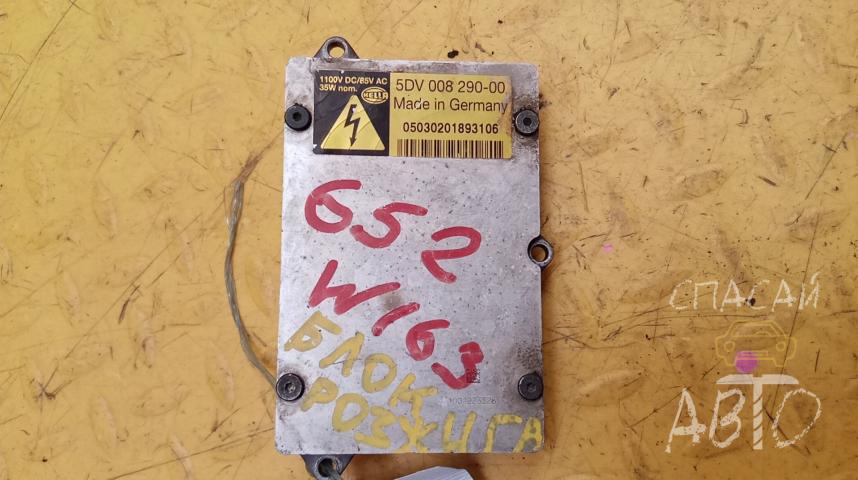 1100V DC/85V AC
35W nom.
HELLA
5DV 008 290-00
Made in Germany
05030201893106
652
W163
БЛОК
РОЗЖИГА
СПАСАЙ
АВТО